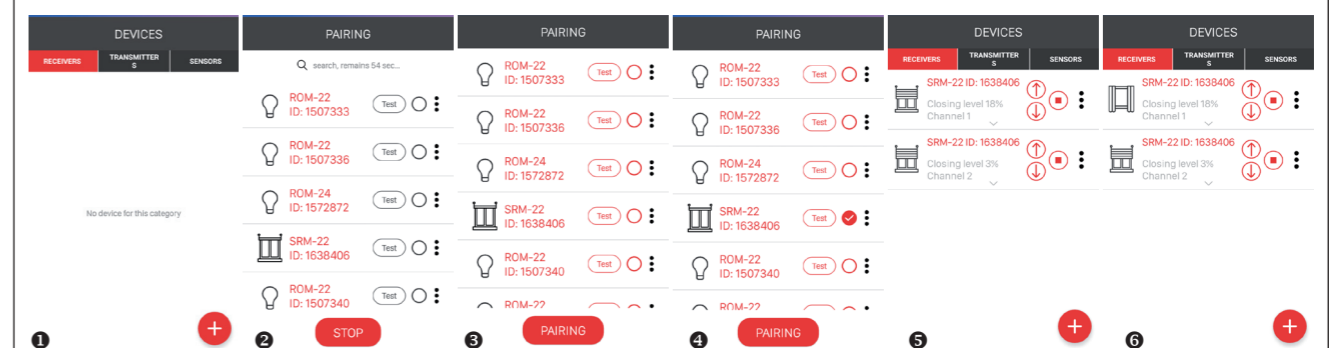 DEVICES
RECEIVERS
TRANSMITTER
S
SENSORS
No device for this category
+
❶
PAIRING
search, remains 54 sec...
ROM-22
ID: 1507333
Test
ROM-22
ID: 1507336
Test
ROM-24
ID: 1572872
Test
SRM-22
ID: 1638406
Test
ROM-22
ID: 1507340
Test
STOP
❷
PAIRING
ROM-22
ID: 1507333
Test
ROM-22
ID: 1507336
Test
ROM-24
ID: 1572872
Test
SRM-22
ID: 1638406
Test
ROM-22
ID: 1507340
Test
ROM-22
PAIRING
❸
PAIRING
ROM-22
ID: 1507333
Test
ROM-22
ID: 1507336
Test
ROM-24
ID: 1572872
Test
SRM-22
ID: 1638406
Test
ROM-22
ID: 1507340
Test
ROM-22
PAIRING
❹
DEVICES
RECEIVERS
TRANSMITTER
S
SENSORS
SRM-22 ID: 1638406
Closing level 18%
Channel 1
SRM-22 ID: 1638406
Closing level 3%
Channel 2
+
❺
DEVICES
RECEIVERS
TRANSMITTER
S
SENSORS
SRM-22 ID: 1638406
Closing level 18%
Channel 1
SRM-22 ID: 1638406
Closing level 3%
Channel 2
+
❻